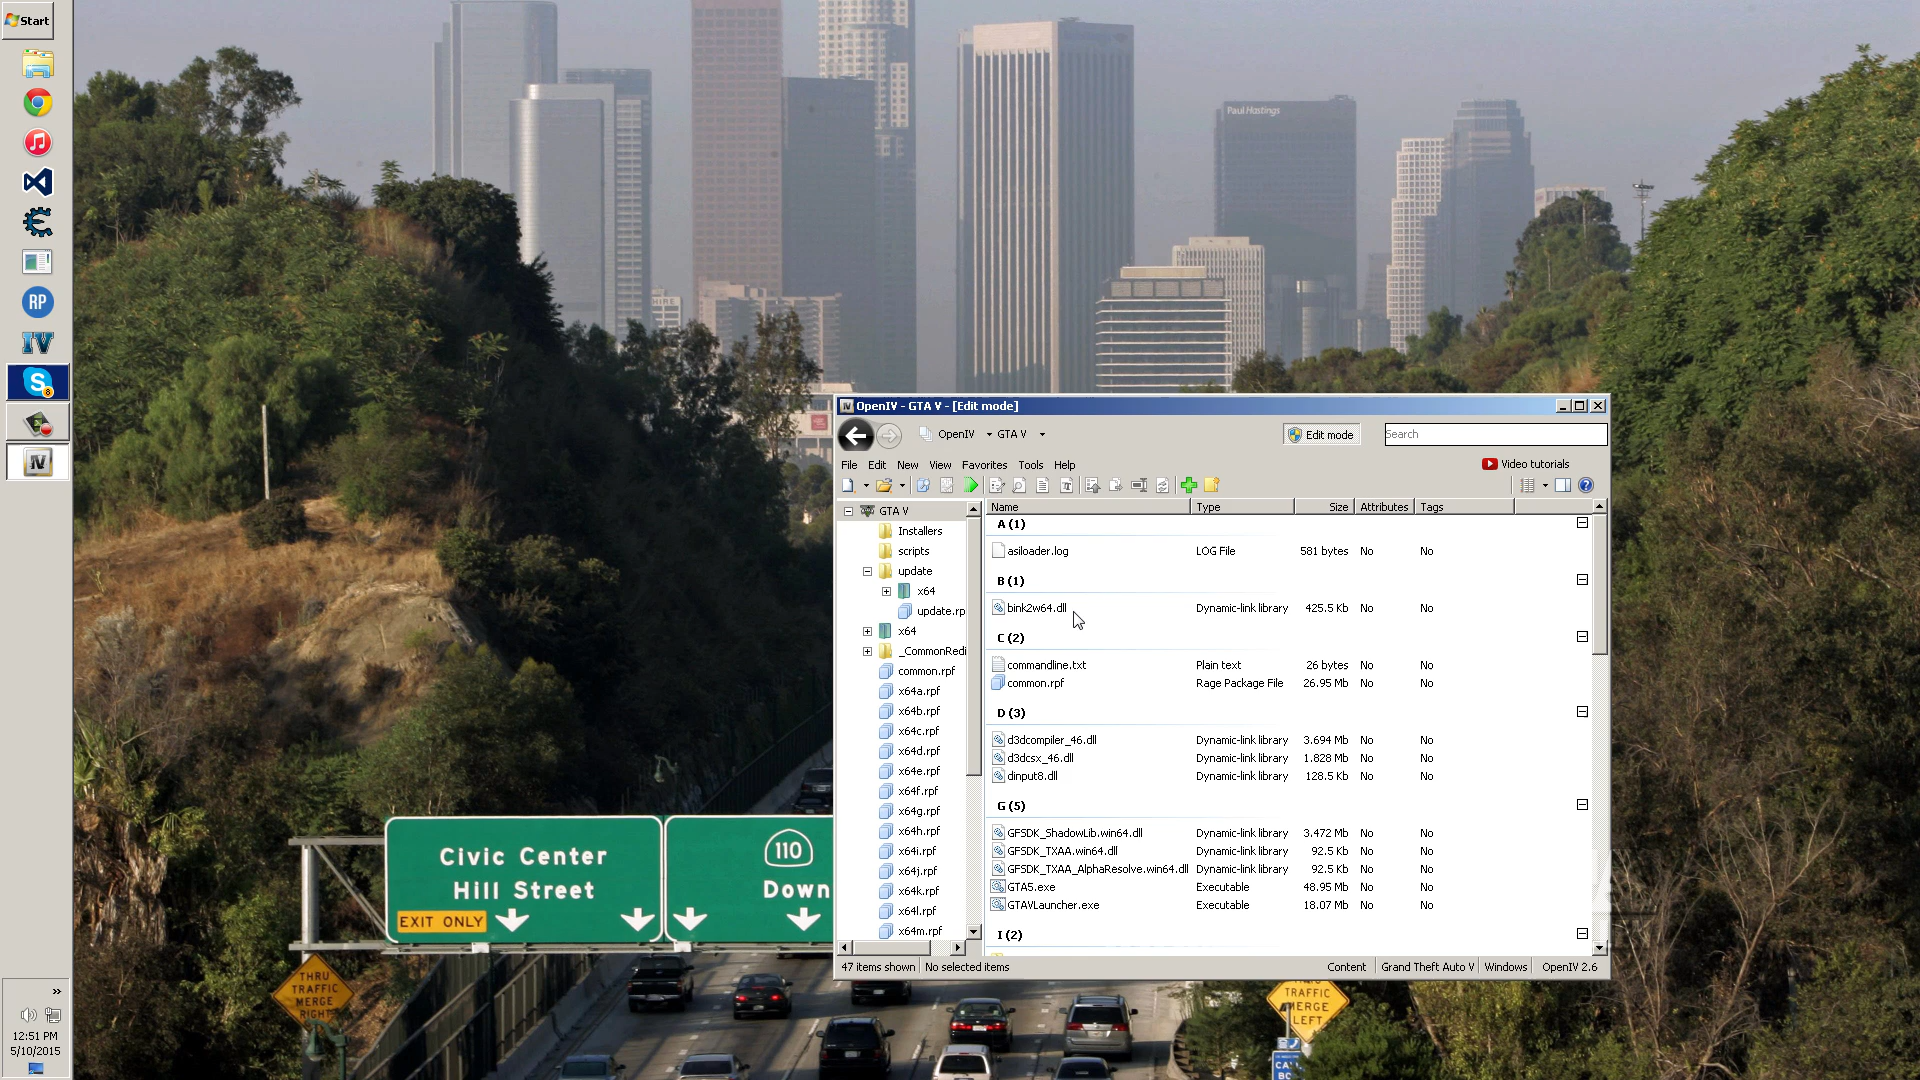 Start
RP
IV
12:51 PM
5/10/2015
Paul Hastings
Civic Center
Hill Street
EXIT ONLY
110
Down
THRU
TRAFFIC
MERGE
RIGHT
TRAFFIC
MERGE
LEFT
OpenIV - GTA V - [Edit mode]
OpenIV
GTA V
Edit mode
Search
File Edit New View Favorites Tools Help
Video tutorials
GTA V
Installers
scripts
update
x64
update.rp
x64
_CommonRedi
common.rpf
x64a.rpf
x64b.rpf
x64c.rpf
x64d.rpf
x64e.rpf
x64f.rpf
x64g.rpf
x64h.rpf
x64i.rpf
x64j.rpf
x64k.rpf
x64l.rpf
x64m.rpf
Name Type Size Attributes Tags
A (1)
asiloader.log LOG File 581 bytes No No
B (1)
bink2w64.dll Dynamic-link library 425.5 Kb No No
C (2)
commandline.txt Plain text 26 bytes No No
common.rpf Rage Package File 26.95 Mb No No
D (3)
d3dcompiler_46.dll Dynamic-link library 3.694 Mb No No
d3dcsx_46.dll Dynamic-link library 1.828 Mb No No
dinput8.dll Dynamic-link library 128.5 Kb No No
G (5)
GFSDK_ShadowLib.win64.dll Dynamic-link library 3.472 Mb No No
GFSDK_TXAA.win64.dll Dynamic-link library 92.5 Kb No No
GFSDK_TXAA_AlphaResolve.win64.dll Dynamic-link library 92.5 Kb No No
GTA5.exe Executable 48.95 Mb No No
GTAVLauncher.exe Executable 18.07 Mb No No
I (2)
47 items shown No selected items Content Grand Theft Auto V Windows OpenIV 2.6